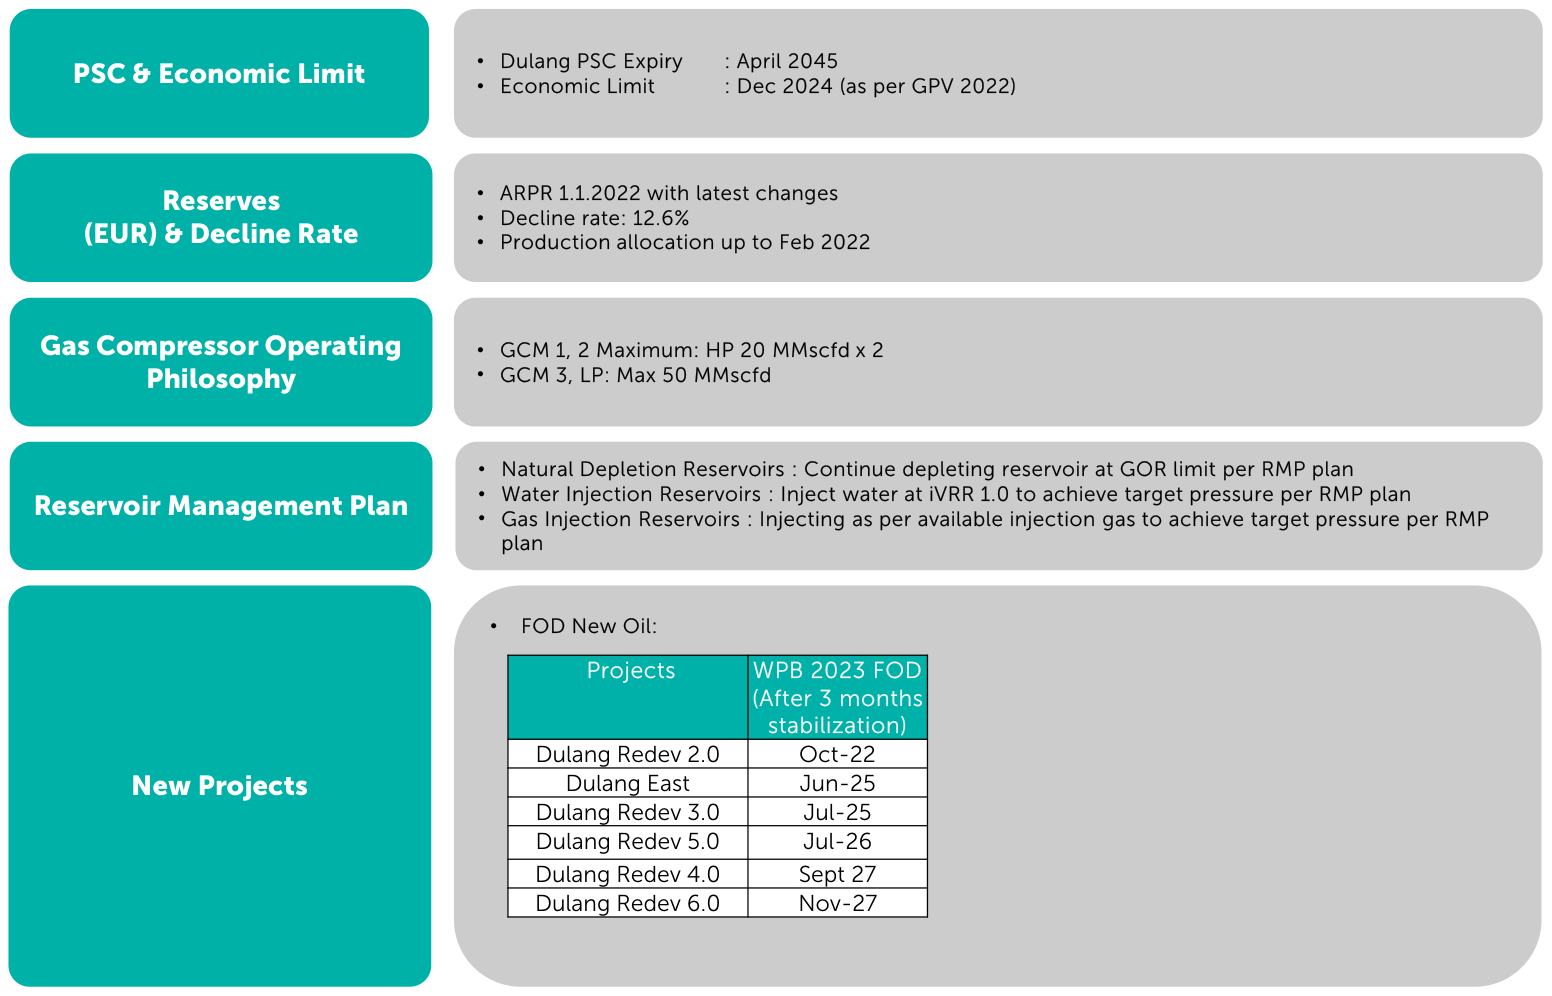 PSC & Economic Limit
• Dulang PSC Expiry : April 2045
• Economic Limit : Dec 2024 (as per GPV 2022)
Reserves
(EUR) & Decline Rate
• ARPR 1.1.2022 with latest changes
• Decline rate: 12.6%
• Production allocation up to Feb 2022
Gas Compressor Operating
Philosophy
• GCM 1, 2 Maximum: HP 20 MMscfd x 2
• GCM 3, LP: Max 50 MMscfd
Reservoir Management Plan
• Natural Depletion Reservoirs : Continue depleting reservoir at GOR limit per RMP plan
• Water Injection Reservoirs : Inject water at iVRR 1.0 to achieve target pressure per RMP plan
• Gas Injection Reservoirs : Injecting as per available injection gas to achieve target pressure per RMP
plan
New Projects
• FOD New Oil:
Projects
WPB 2023 FOD
(After 3 months
stabilization)
Dulang Redev 2.0 Oct-22
Dulang East Jun-25
Dulang Redev 3.0 Jul-25
Dulang Redev 5.0 Jul-26
Dulang Redev 4.0 Sept 27
Dulang Redev 6.0 Nov-27